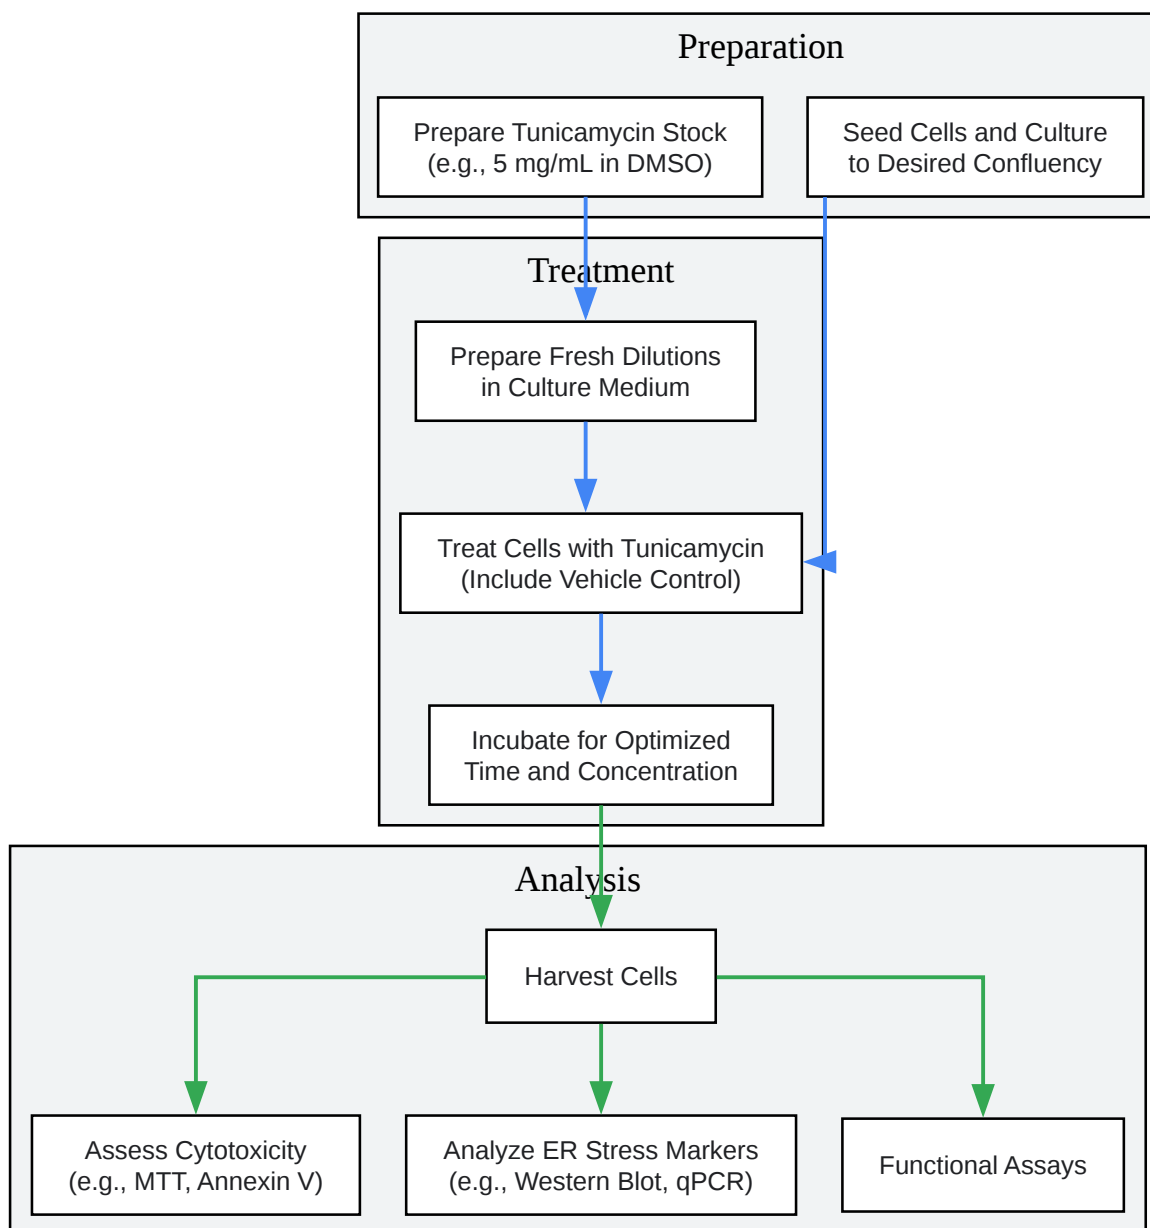 Preparation
Prepare Tunicamycin Stock
(e.g., 5 mg/mL in DMSO)
Seed Cells and Culture
to Desired Confluency
Treatment
Prepare Fresh Dilutions
in Culture Medium
Treat Cells with Tunicamycin
(Include Vehicle Control)
Incubate for Optimized
Time and Concentration
Analysis
Harvest Cells
Assess Cytotoxicity
(e.g., MTT, Annexin V)
Analyze ER Stress Markers
(e.g., Western Blot, qPCR)
Functional Assays